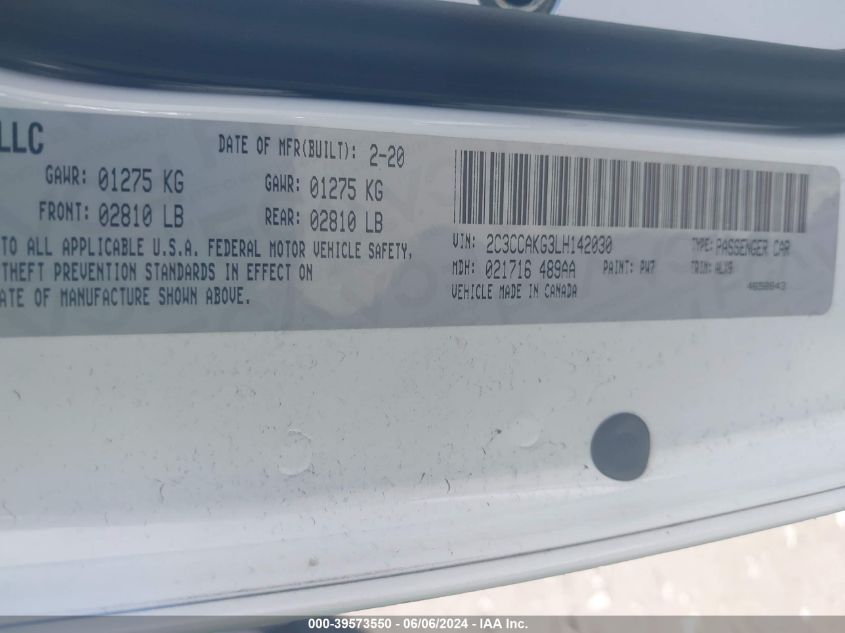 LLC
DATE OF MFR(BUILT): 2-20
GAWR: 01275 KG GAWR: 01275 KG
FRONT: 02810 LB REAR: 02810 LB
TO ALL APPLICABLE U.S.A. FEDERAL MOTOR VEHICLE SAFETY,
THEFT PREVENTION STANDARDS IN EFFECT ON
ATE OF MANUFACTURE SHOWN ABOVE.
VIN: 2C3CCAKG3LH142030 TYPE: PASSENGER CAR
MDH: 021716 489AA PAINT: PW7 TRIM: ALX9
VEHICLE MADE IN CANADA 4658843
000-39573550 - 06/06/2024 - IAA Inc.